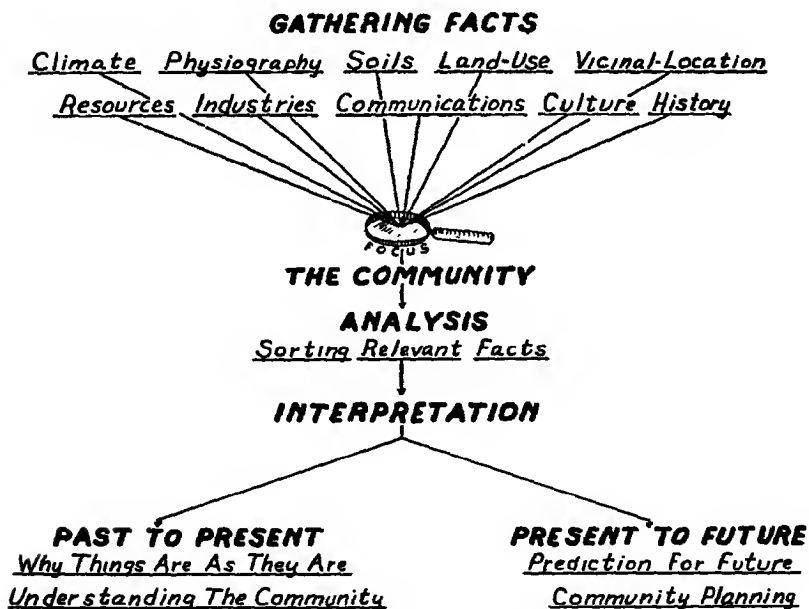 GATHERING FACTS
Climate Physiography Soils Land-Use Vicinal-Location
Resources Industries Communications Culture History
FOCUS
THE COMMUNITY
ANALYSIS
Sorting Relevant Facts
INTERPRETATION
PAST TO PRESENT
Why Things Are As They Are
Understanding The Community
PRESENT TO FUTURE
Prediction For Future
Community Planning